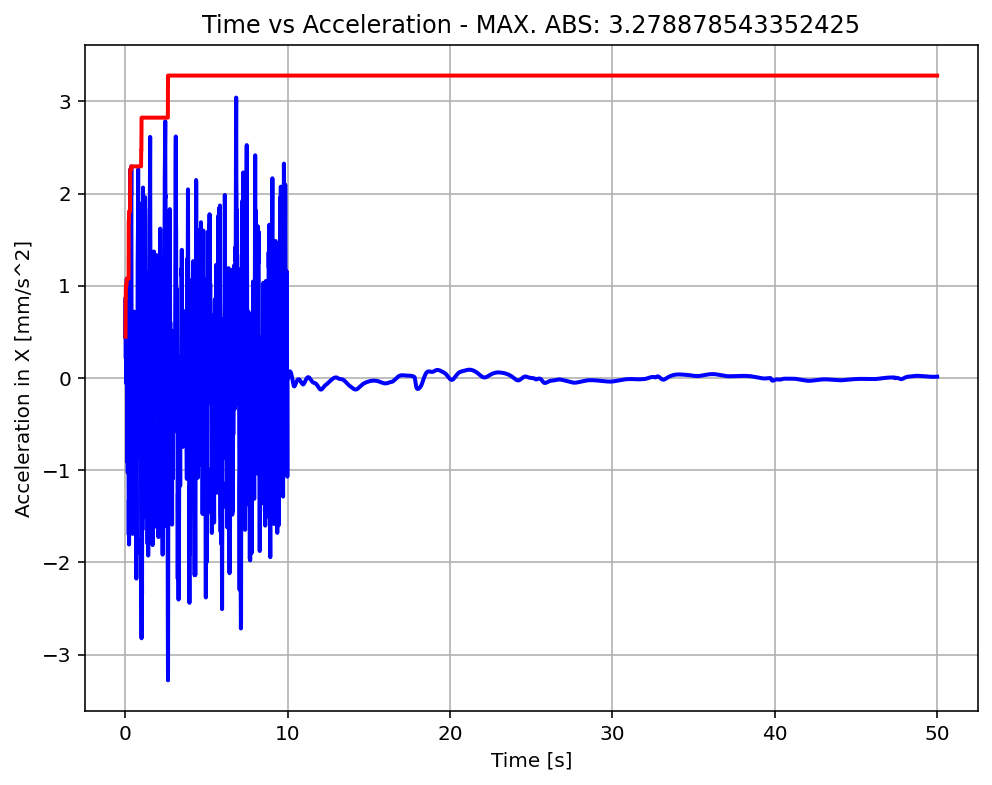 Time vs Acceleration - MAX. ABS: 3.278878543352425
Acceleration in X [mm/s^2]
3
2
1
0
−1
−2
−3
0 10 20 30 40 50
Time [s]